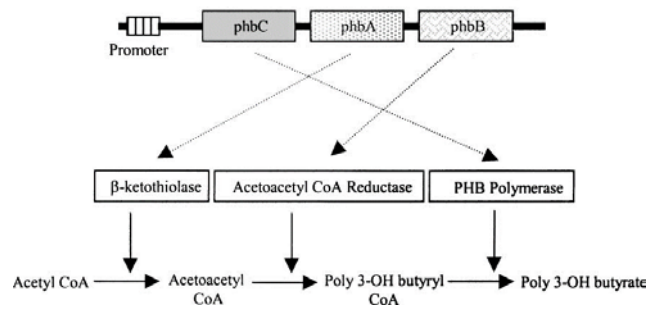 phbC
phbA
phbB
Promoter
β-ketothiolase
Acetoacetyl CoA Reductase
PHB Polymerase
Acetyl CoA
Acetoacetyl
CoA
Poly 3-OH butyryl
CoA
Poly 3-OH butyrate